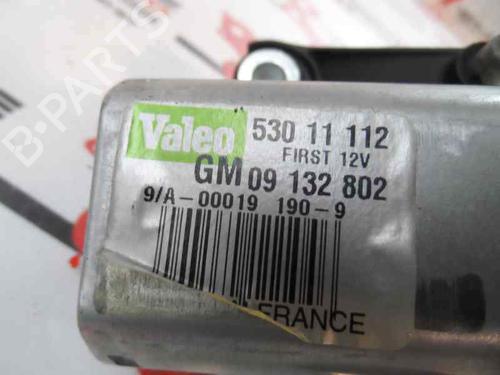 B-PARTS
Valeo 530 11 112
FIRST 12V
GM 09 132 802
9/A-00019 190-9
FRANCE